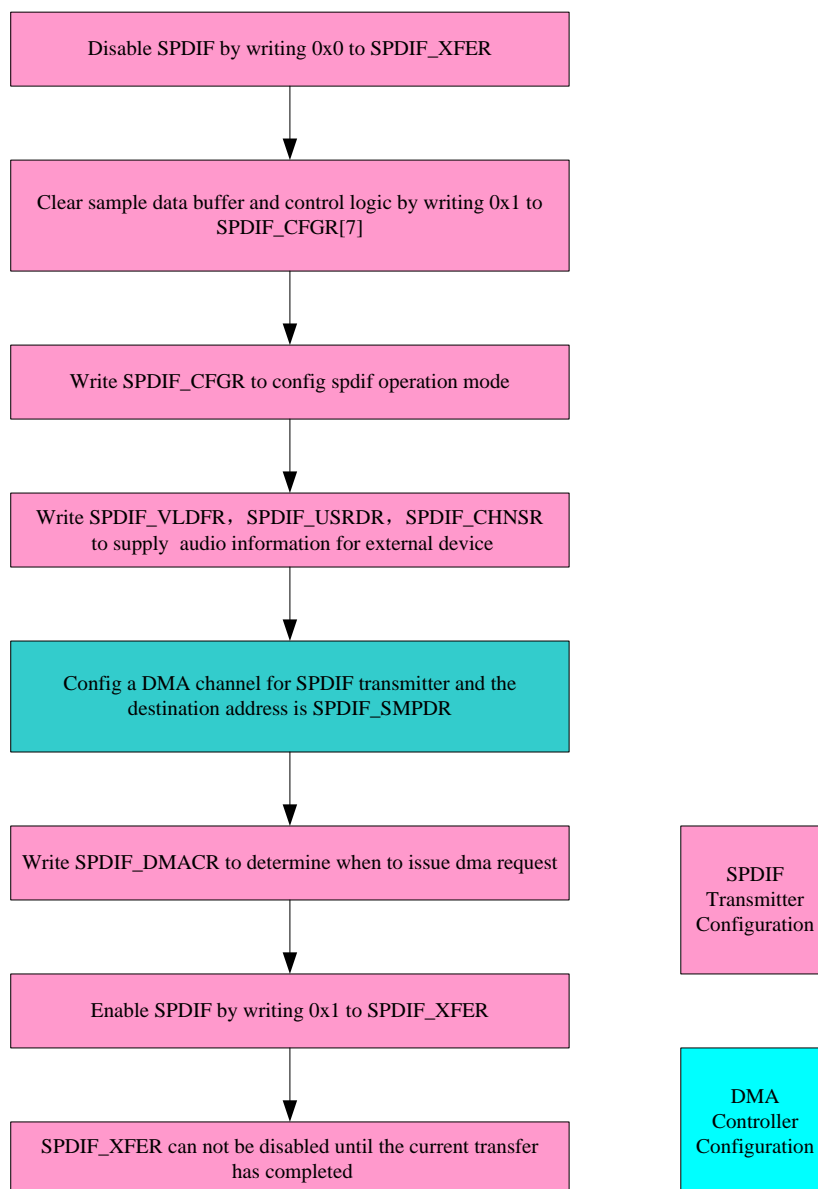 Disable SPDIF by writing 0x0 to SPDIF_XFER
Clear sample data buffer and control logic by writing 0x1 to
SPDIF_CFGR[7]
Write SPDIF_CFGR to config spdif operation mode
Write SPDIF_VLDFR，SPDIF_USRDR，SPDIF_CHNSR
to supply audio information for external device
Config a DMA channel for SPDIF transmitter and the
destination address is SPDIF_SMPDR
Write SPDIF_DMACR to determine when to issue dma request
Enable SPDIF by writing 0x1 to SPDIF_XFER
SPDIF_XFER can not be disabled until the current transfer
has completed
SPDIF
Transmitter
Configuration
DMA
Controller
Configuration